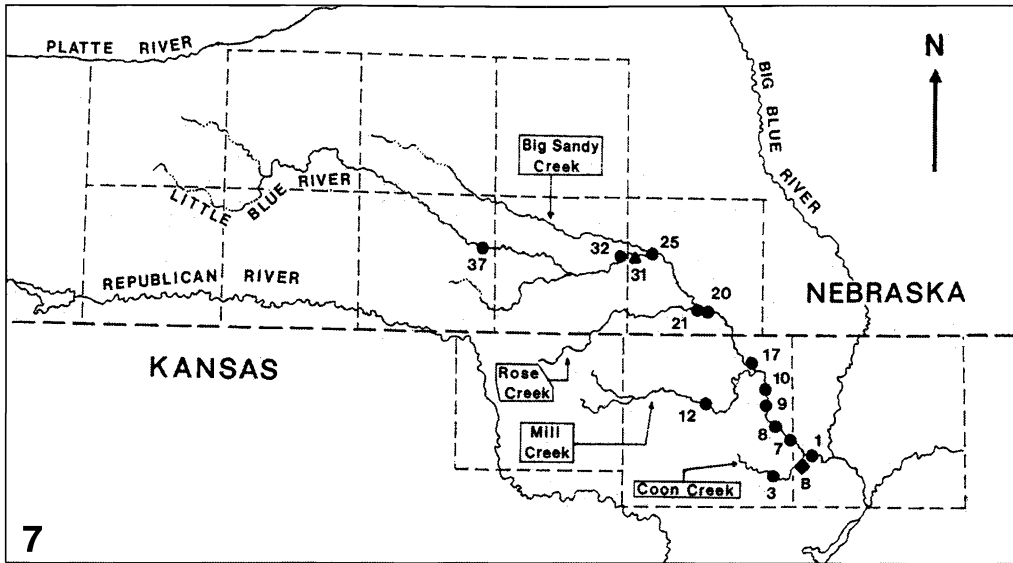 PLATTE RIVER
N
BIG BLUE RIVER
Big Sandy
Creek
LITTLE BLUE RIVER
37
32
31
25
REPUBLICAN RIVER
20
21
NEBRASKA
KANSAS
17
Rose
Creek
10
9
12
Mill
Creek
8
7
1
Coon Creek
3
B
7